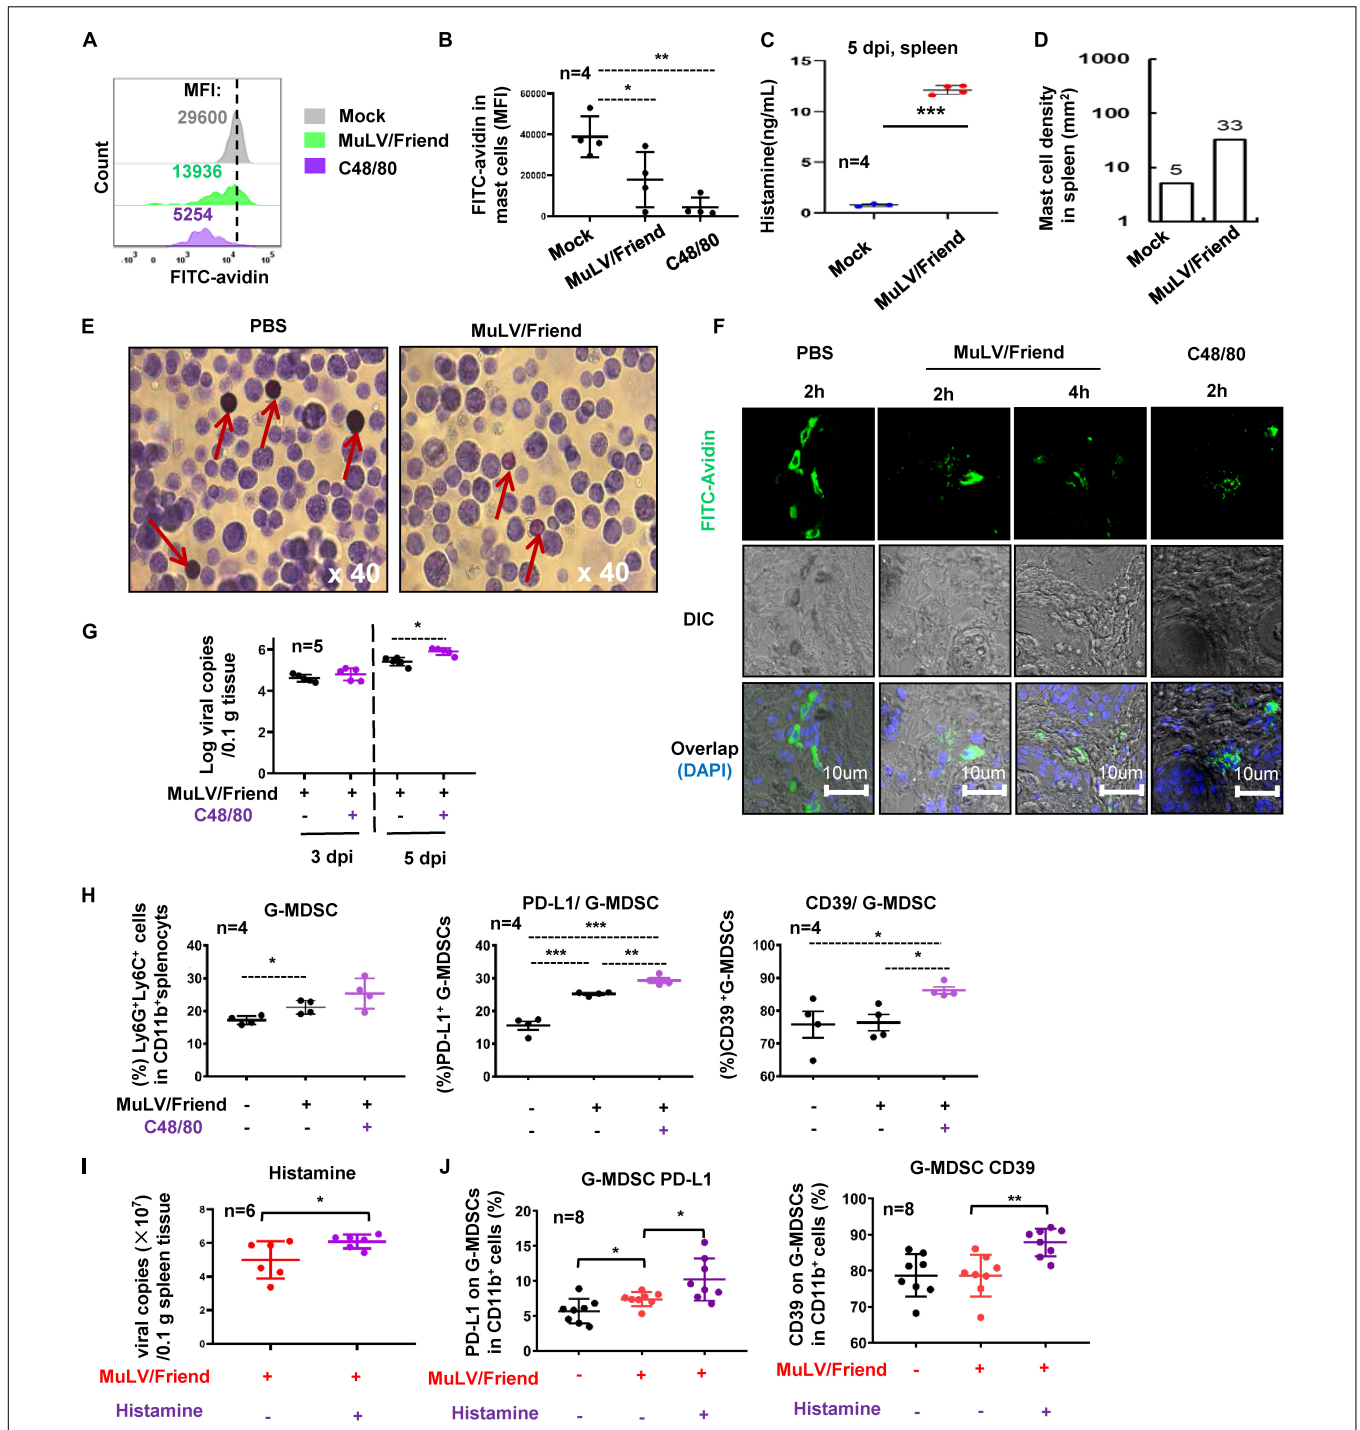 A
MFI:
29600
13936
5254
Count
-10³ 0 10³ 10⁴ 10⁵
FITC-avidin
Mock
MuLV/Friend
C48/80
B
n=4
**
*
FITC-avidin in
mast cells (MFI)
60000
40000
20000
0
Mock
MuLV/Friend
C48/80
C
5 dpi, spleen
n=4
***
Histamine(ng/mL)
15
10
5
0
Mock
MuLV/Friend
D
Mast cell density
in spleen (mm²)
1000
100
10
1
5
33
Mock
MuLV/Friend
E
PBS
MuLV/Friend
x 40
x 40
F
PBS
MuLV/Friend
C48/80
2h
2h
4h
2h
FITC-Avidin
DIC
Overlap
(DAPI)
10um
10um
10um
10um
G
n=5
*
Log viral copies
/0.1 g tissue
6
4
2
0
MuLV/Friend + + + +
C48/80 - + - +
3 dpi 5 dpi
H
G-MDSC
n=4
*
(%) Ly6G⁺Ly6C⁺ cells
in CD11b⁺splenocyts
40
30
20
10
0
MuLV/Friend - + +
C48/80 - - +
PD-L1/ G-MDSC
n=4
***
*** **
(%)PD-L1⁺ G-MDSCs
40
30
20
10
0
- + +
- - +
CD39/ G-MDSC
n=4
*
*
(%)CD39⁺G-MDSCs
100
90
80
70
60
- + +
- - +
I
Histamine
n=6
*
viral copies (×10⁷)
/0.1 g spleen tissue
8
6
4
2
0
MuLV/Friend + +
Histamine - +
J
G-MDSC PD-L1
n=8
*
*
PD-L1 on G-MDSCs
in CD11b⁺ cells (%)
20
15
10
5
0
MuLV/Friend - + +
Histamine - - +
G-MDSC CD39
n=8
**
CD39 on G-MDSCs
in CD11b⁺ cells (%)
100
90
80
70
60
MuLV/Friend - + +
Histamine - - +